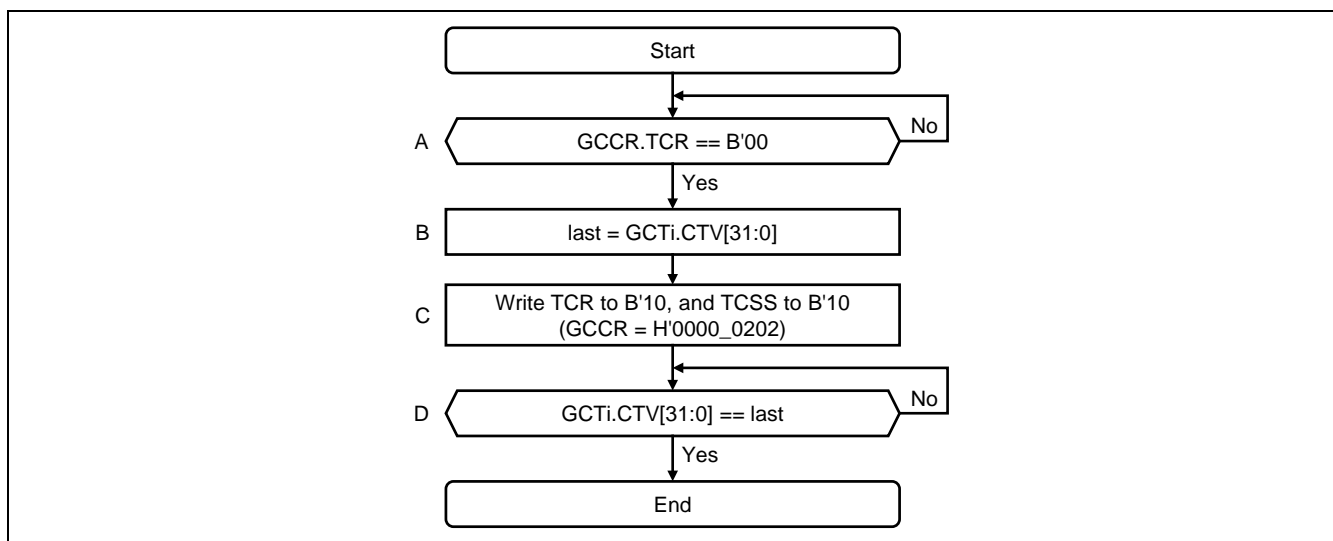 Start
No
A
GCCR.TCR == B'00
Yes
B
last = GCTi.CTV[31:0]
C
Write TCR to B'10, and TCSS to B'10
(GCCR = H'0000_0202)
No
D
GCTi.CTV[31:0] == last
Yes
End